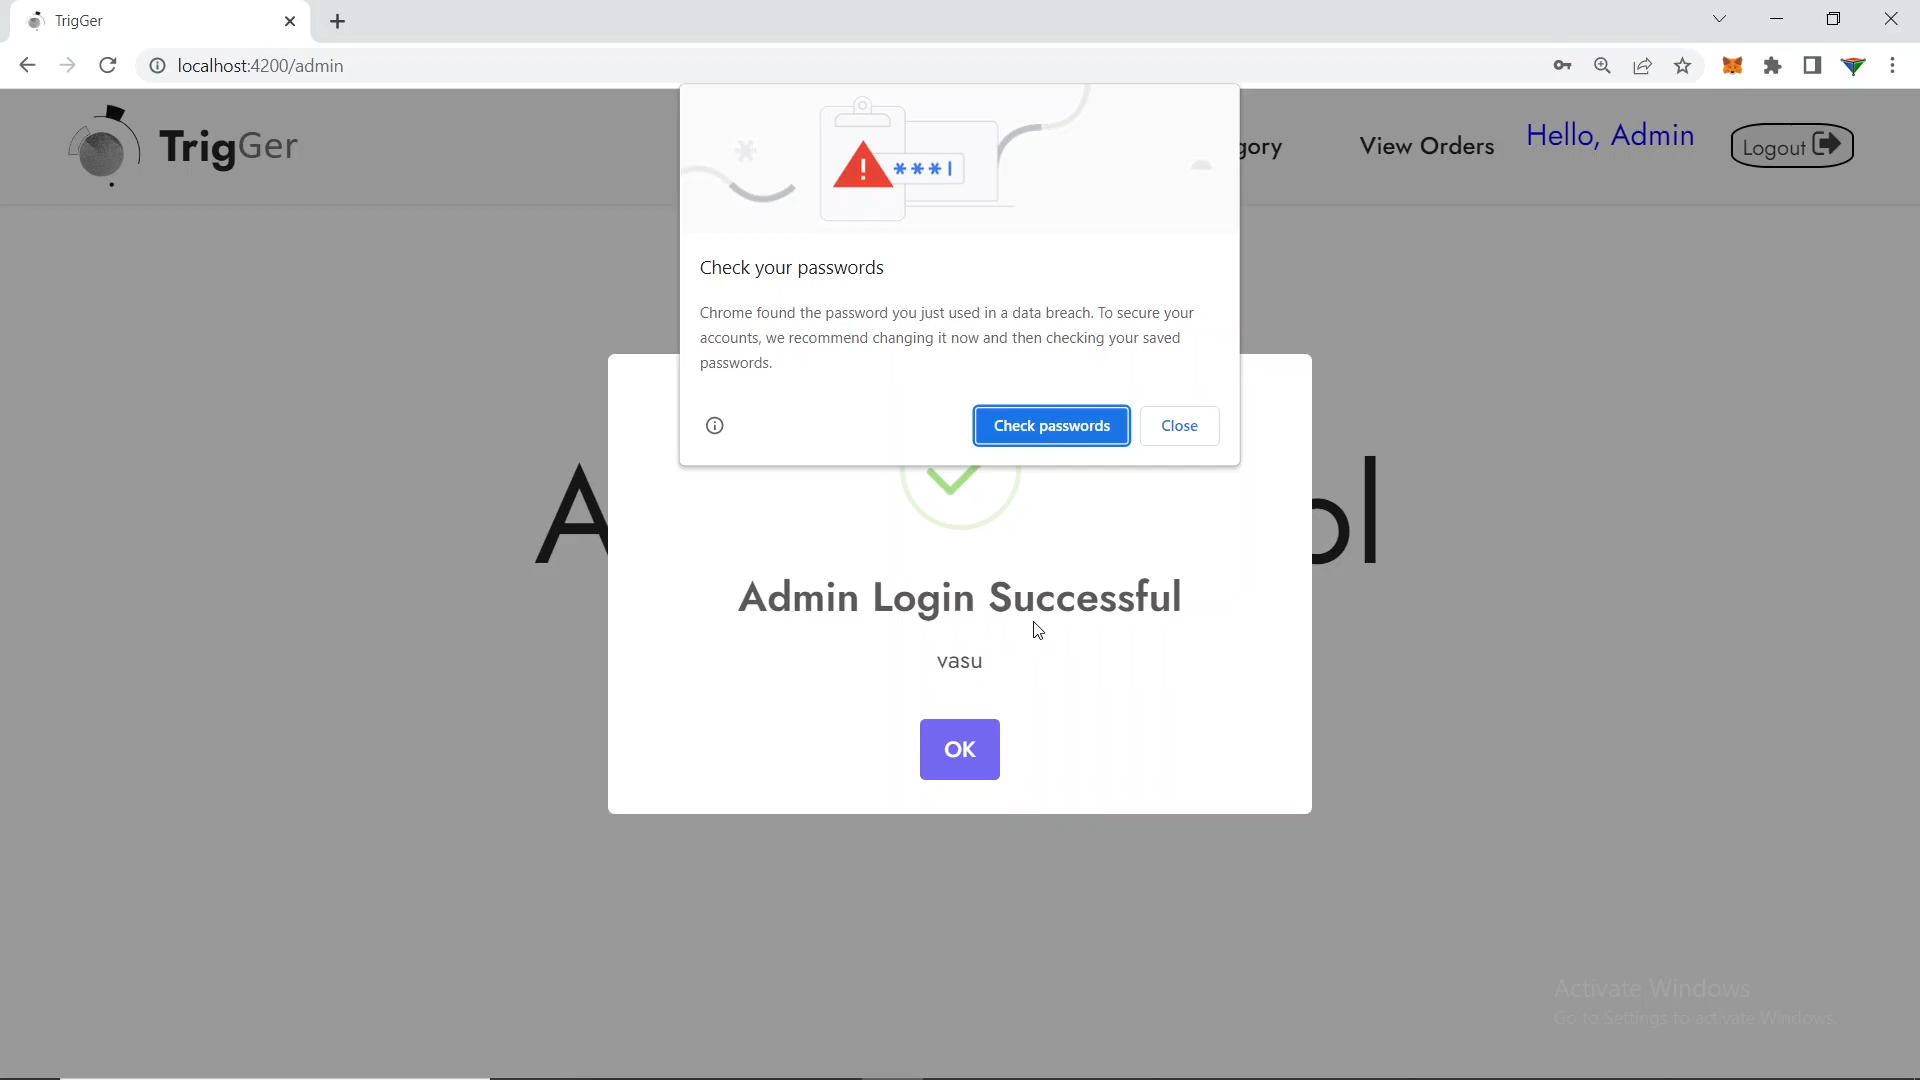 TrigGer
localhost:4200/admin
TrigGer
gory
View Orders
Hello, Admin
Logout
***
Check your passwords
Chrome found the password you just used in a data breach. To secure your
accounts, we recommend changing it now and then checking your saved
passwords.
Check passwords
Close
A
ol
Admin Login Successful
vasu
OK
Activate Windows
Go to Settings to activate Windows.